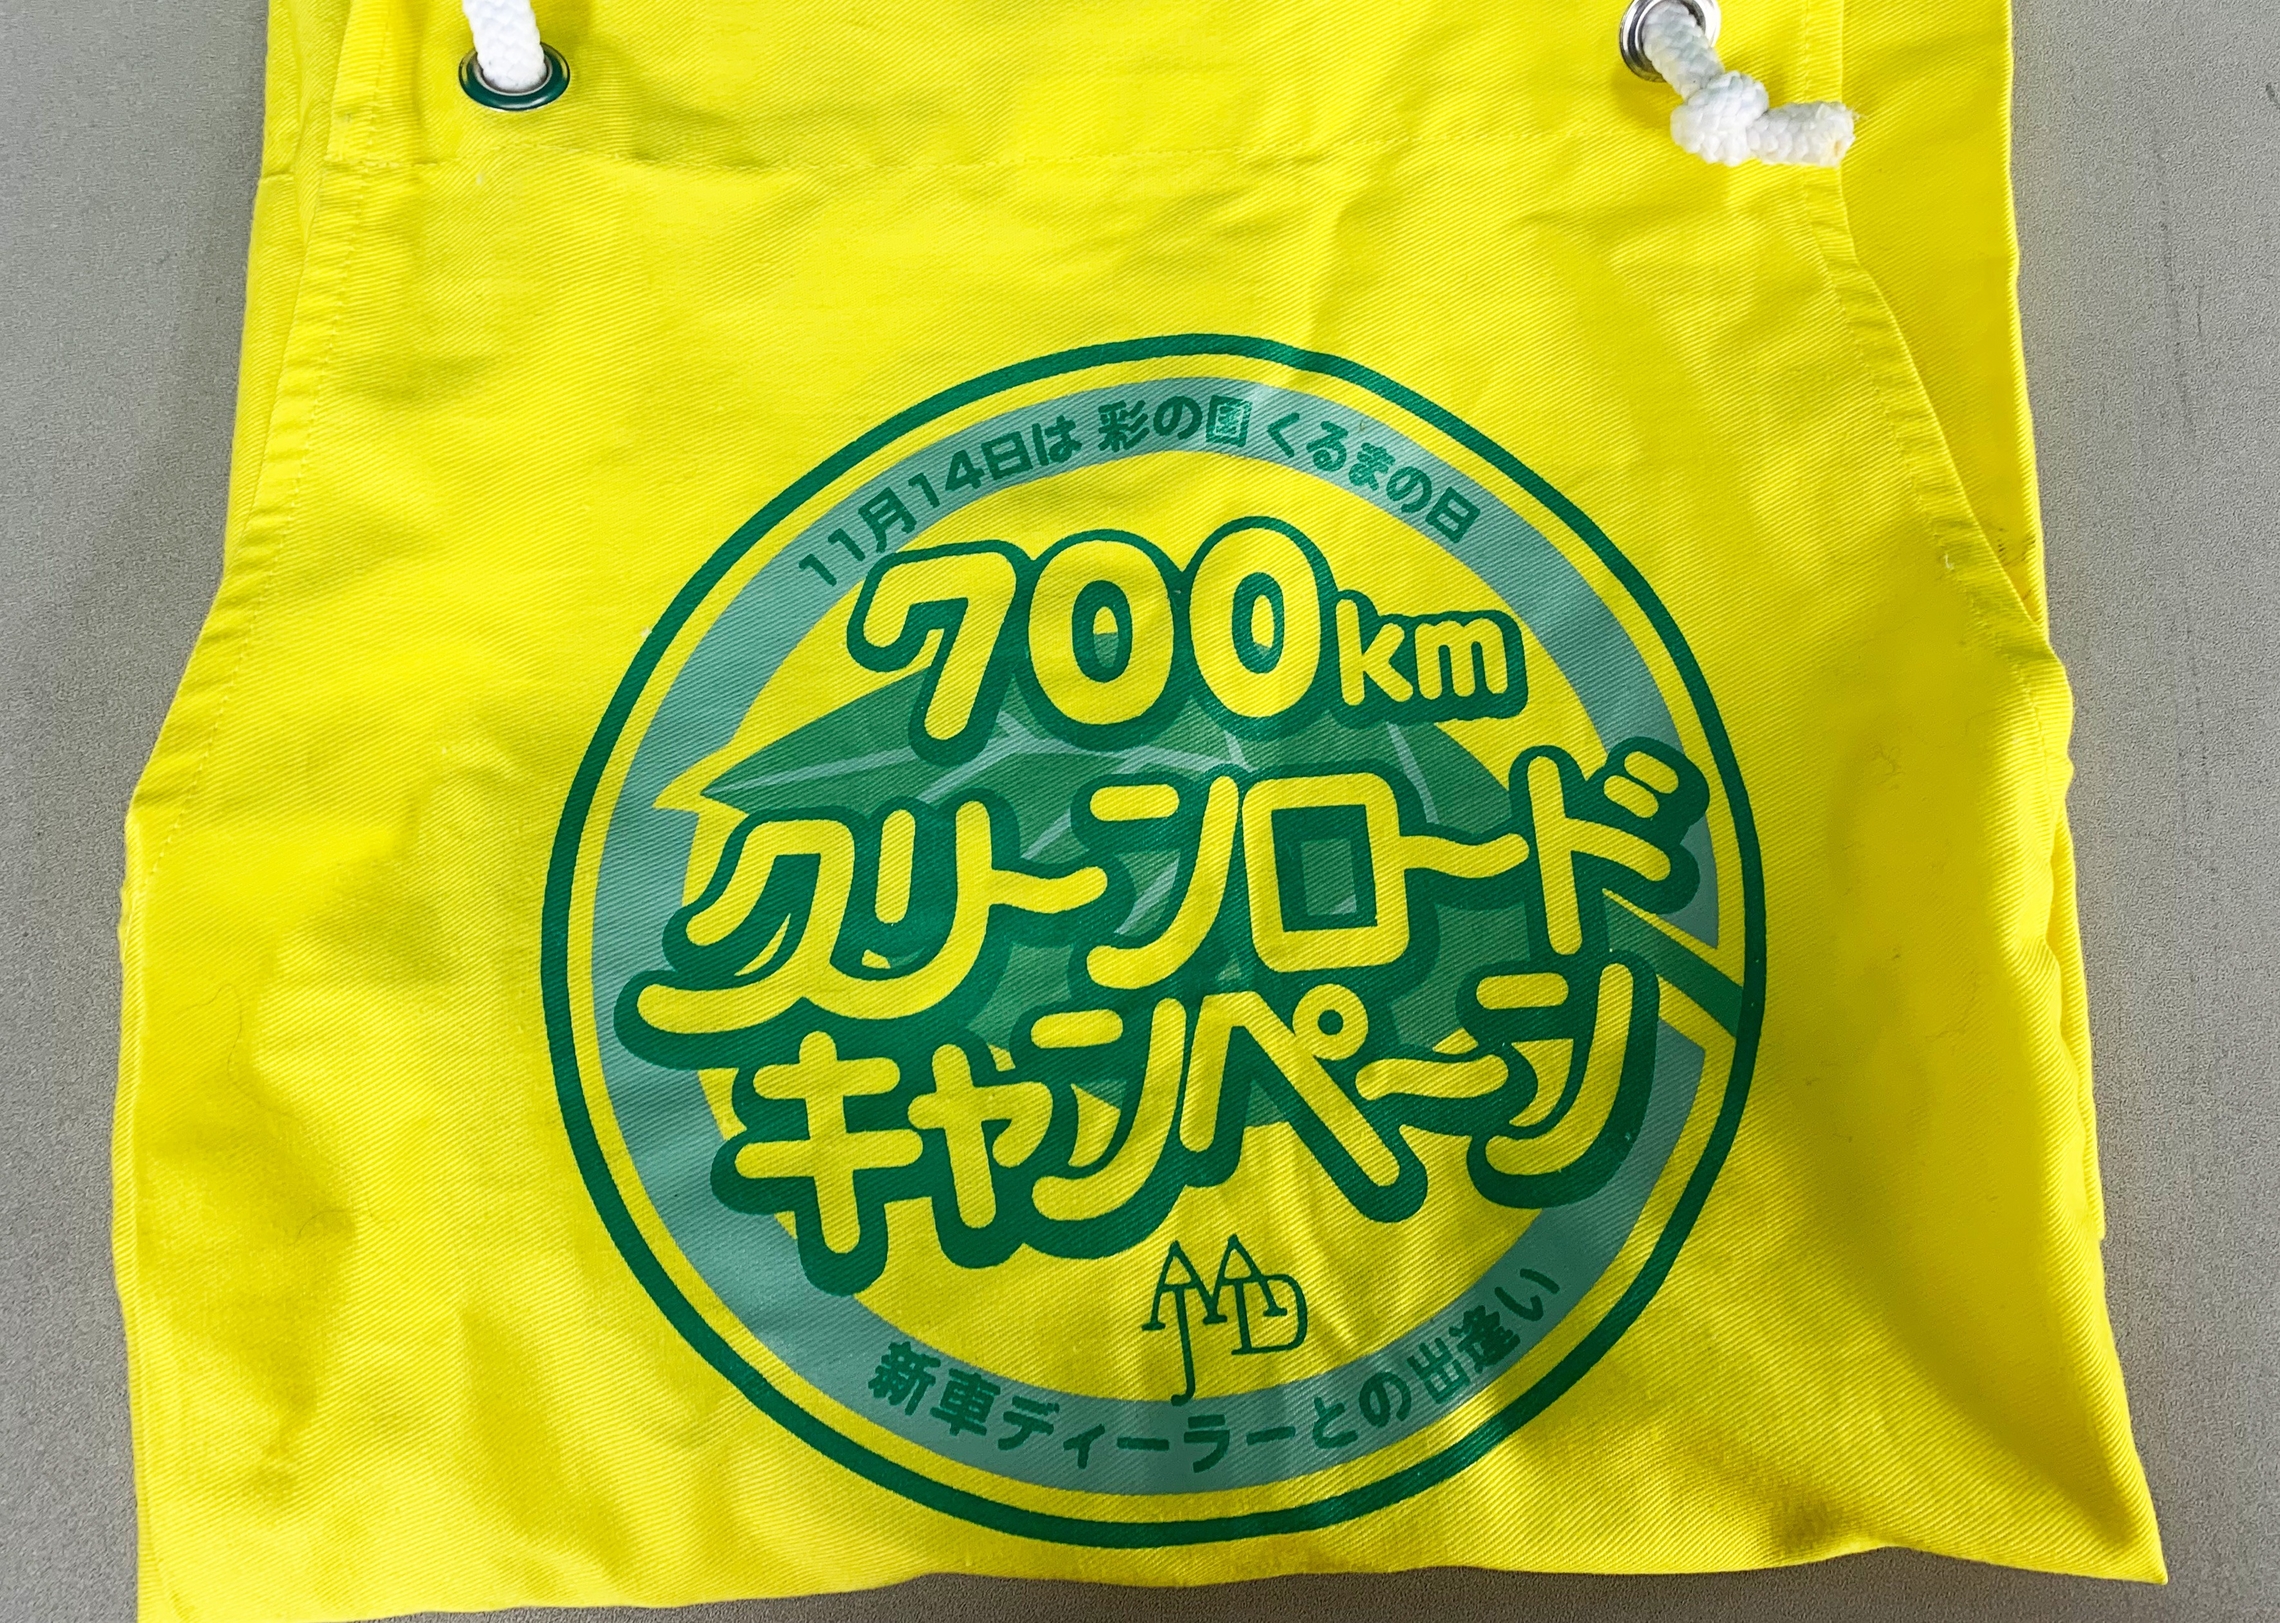 11月14日は 彩の国 くるまの日
700km
クリーンロード
キャンペーン
JMAD
新車ディーラーとの出逢い